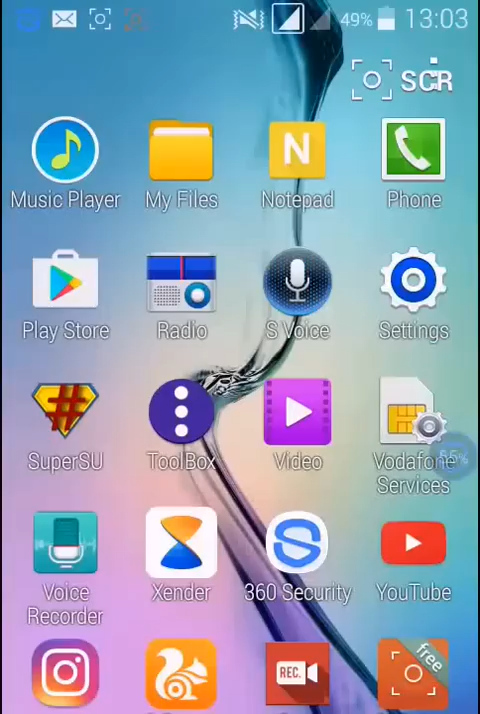 49% 13:03
SCR
Music Player My Files Notepad Phone
N
Play Store Radio S Voice Settings
SuperSU ToolBox Video Vodafone
Services
55%
Voice
Recorder
Xender 360 Security YouTube
REC.
free